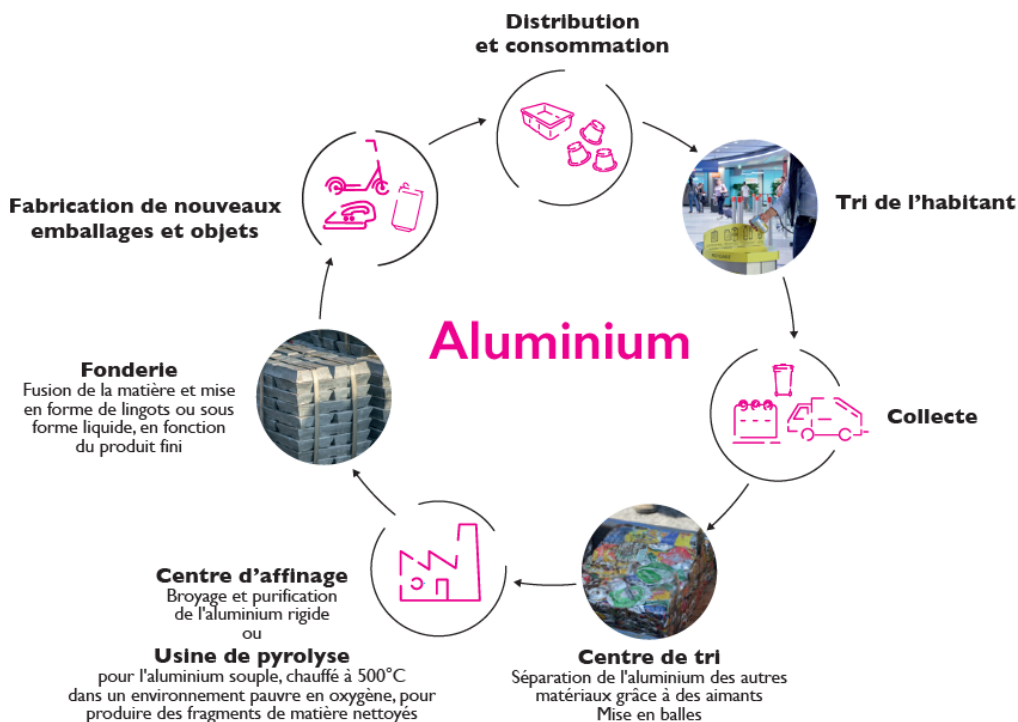 Distribution
et consommation
Tri de l'habitant
Collecte
Centre de tri
Séparation de l'aluminium des autres
matériaux grâce à des aimants
Mise en balles
Centre d'affinage
Broyage et purification
de l'aluminium rigide
ou
Usine de pyrolyse
pour l'aluminium souple, chauffé à 500°C
dans un environnement pauvre en oxygène, pour
produire des fragments de matière nettoyés
Fonderie
Fusion de la matière et mise
en forme de lingots ou sous
forme liquide, en fonction
du produit fini
Fabrication de nouveaux
emballages et objets
Aluminium